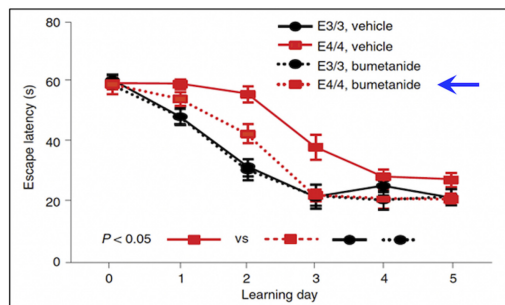 E3/3, vehicle
E4/4, vehicle
E3/3, bumetanide
E4/4, bumetanide
Escape latency (s)
80
60
40
20
0
P < 0.05 vs
0 1 2 3 4 5
Learning day